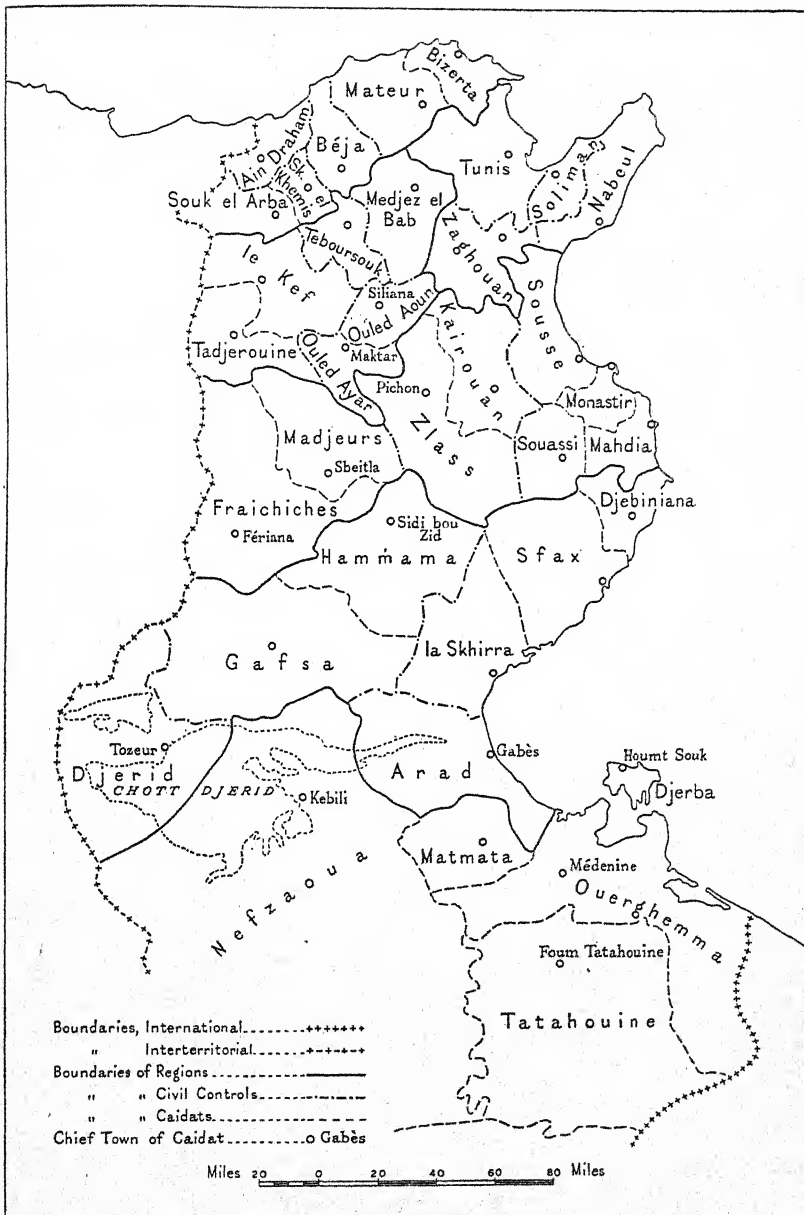 Bizerta
Mateur
Ain Draham
Béja
Sk. el
Khemis
Tunis
Soliman
Nabeul
Souk el Arba
Medjez el
Bab
Teboursouk
Zaghouan
le Kef
Siliana
Ouled Aoun
Sousse
Tadjerouine
Ouled Ayar
Maktar
Kairouan
Pichon
Zlass
Monastir
Madjeurs
Sbeitla
Souassi
Mahdia
Fraichiches
Fériana
Sidi bou
Zid
Hammama
Djebiniana
Sfax
Gafsa
la Skhirra
Tozeur
Djerid
CHOTT DJERID
Kebili
Arad
Gabès
Houmt Souk
Djerba
Nefzaoua
Matmata
Médenine
Ouerghemma
Foum Tatahouine
Tatahouine
Boundaries, International
" Interterritorial
Boundaries of Regions
" " Civil Controls
" " Caidats
Chief Town of Caidat Gabès
Miles 20 0 20 40 60 80 Miles